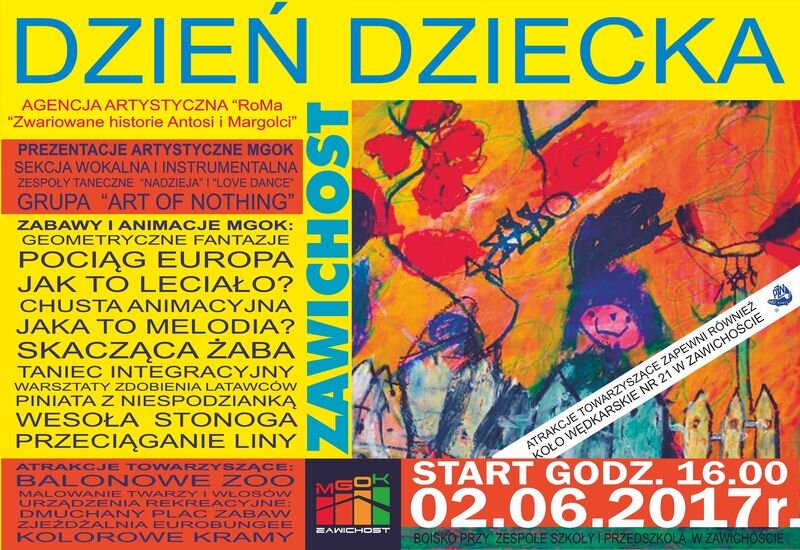 DZIEŃ DZIECKA
AGENCJA ARTYSTYCZNA “RoMa
“Zwariowane historie Antosi i Margolci”
PREZENTACJE ARTYSTYCZNE MGOK
SEKCJA WOKALNA I INSTRUMENTALNA
ZESPOŁY TANECZNE “NADZIEJA” I “LOVE DANCE”
GRUPA “ART OF NOTHING”
ZABAWY I ANIMACJE MGOK:
GEOMETRYCZNE FANTAZJE
POCIĄG EUROPA
JAK TO LECIAŁO?
CHUSTA ANIMACYJNA
JAKA TO MELODIA?
SKACZĄCA ŻABA
TANIEC INTEGRACYJNY
WARSZTATY ZDOBIENIA LATAWCÓW
PINIATA Z NIESPODZIANKĄ
WESOŁA STONOGA
PRZECIĄGANIE LINY
ZAWICHOST
ATRAKCJE TOWARZYSZĄCE ZAPEWNI RÓWNIEŻ
KOŁO WĘDKARSKIE NR 21 W ZAWICHOŚCIE
ATRAKCJE TOWARZYSZĄCE:
BALONOWE ZOO
MALOWANIE TWARZY I WŁOSÓW
URZĄDZENIA REKREACYJNE:
DMUCHANY PLAC ZABAW
ZJEŻDŻALNIA EUROBUNGEE
KOLOROWE KRAMY
MGOK
ZAWICHOST
START GODZ. 16.00
02.06.2017r.
BOISKO PRZY ZESPOLE SZKOŁY I PRZEDSZKOLA W ZAWICHOŚCIE